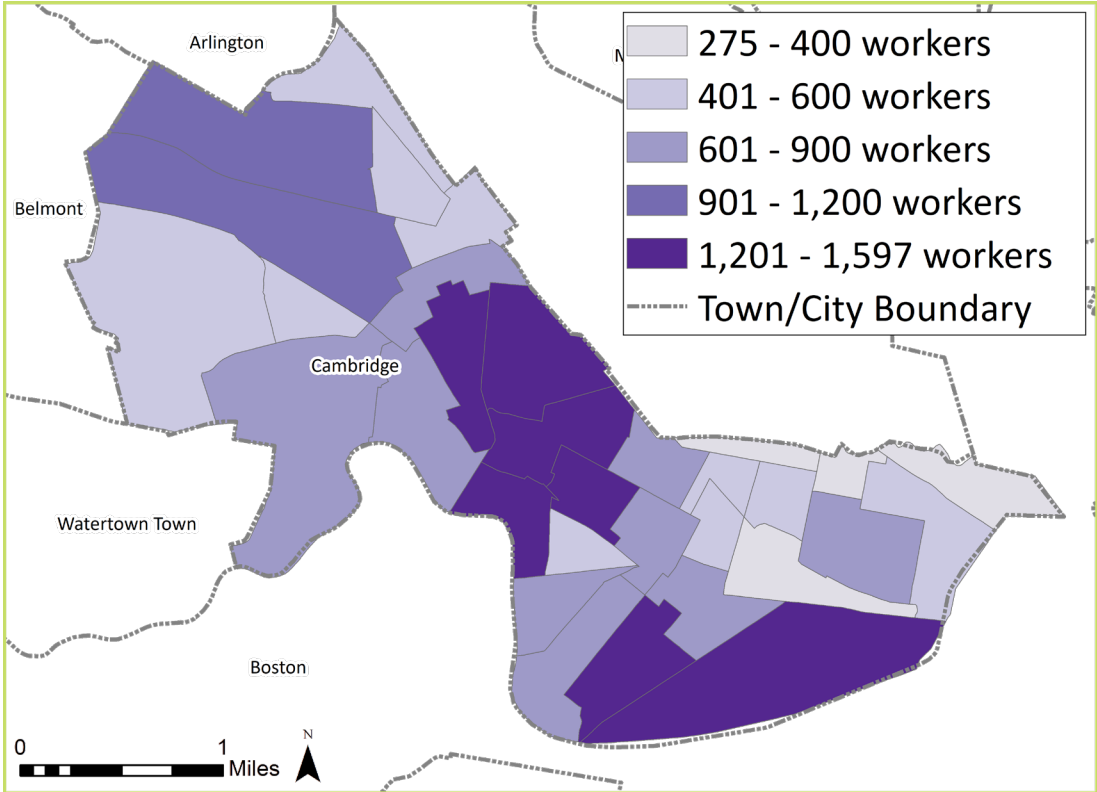 Arlington
275 - 400 workers
401 - 600 workers
601 - 900 workers
901 - 1,200 workers
1,201 - 1,597 workers
Town/City Boundary
Belmont
Cambridge
Watertown Town
Boston
0 1
Miles
N